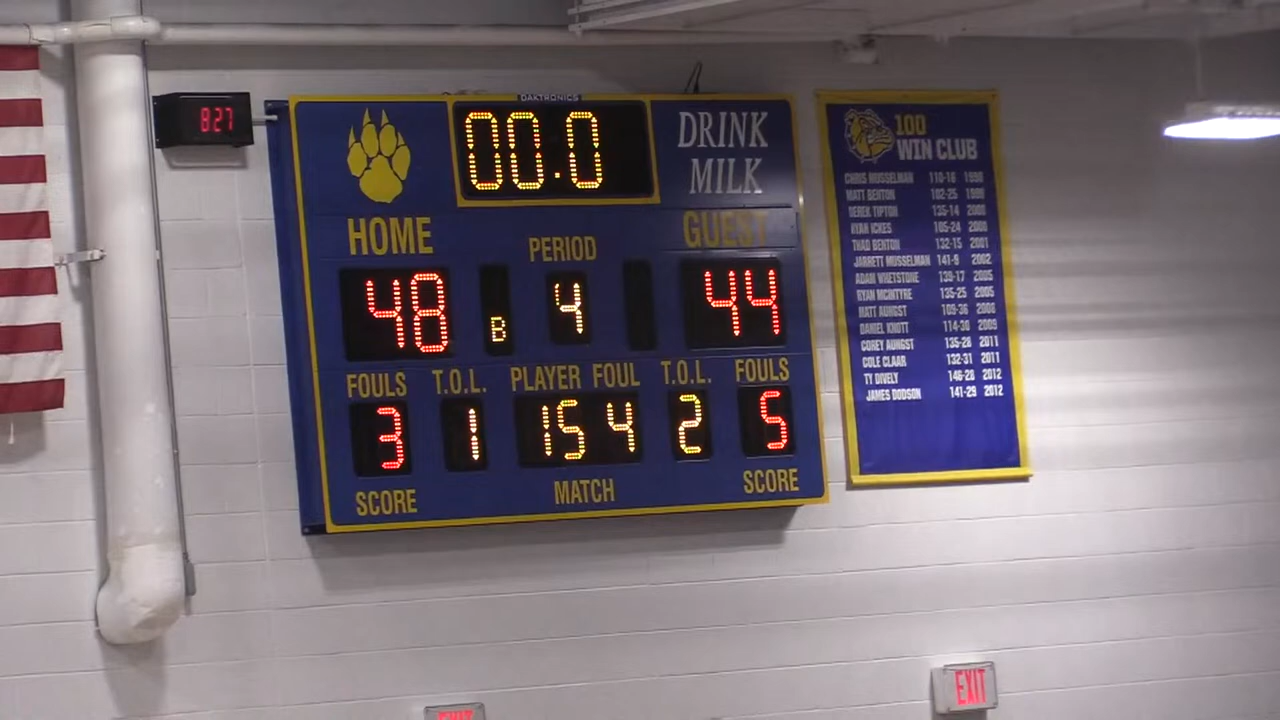 827
DAKTRONICS
00.0
DRINK
MILK
HOME
PERIOD
GUEST
48
B
4
44
FOULS
T.O.L.
PLAYER FOUL
T.O.L.
FOULS
3
1
15 4
2
5
SCORE
MATCH
SCORE
100
WIN CLUB
CHRIS MUSSELMAN 110-16 1998
MATT BENTON 102-25 1998
DEREK TIPTON 135-14 2000
RYAN ICKES 105-24 2000
THAD BENTON 132-15 2001
JARRETT MUSSELMAN 141-9 2002
ADAM WHETSTONE 139-17 2005
RYAN MCINTYRE 135-25 2005
MATT AUNGST 109-36 2008
DANIEL KNOTT 114-30 2009
COREY AUNGST 135-28 2011
COLE CLAAR 132-31 2011
TY DIVELY 146-28 2012
JAMES DODSON 141-29 2012
EXIT
EXIT